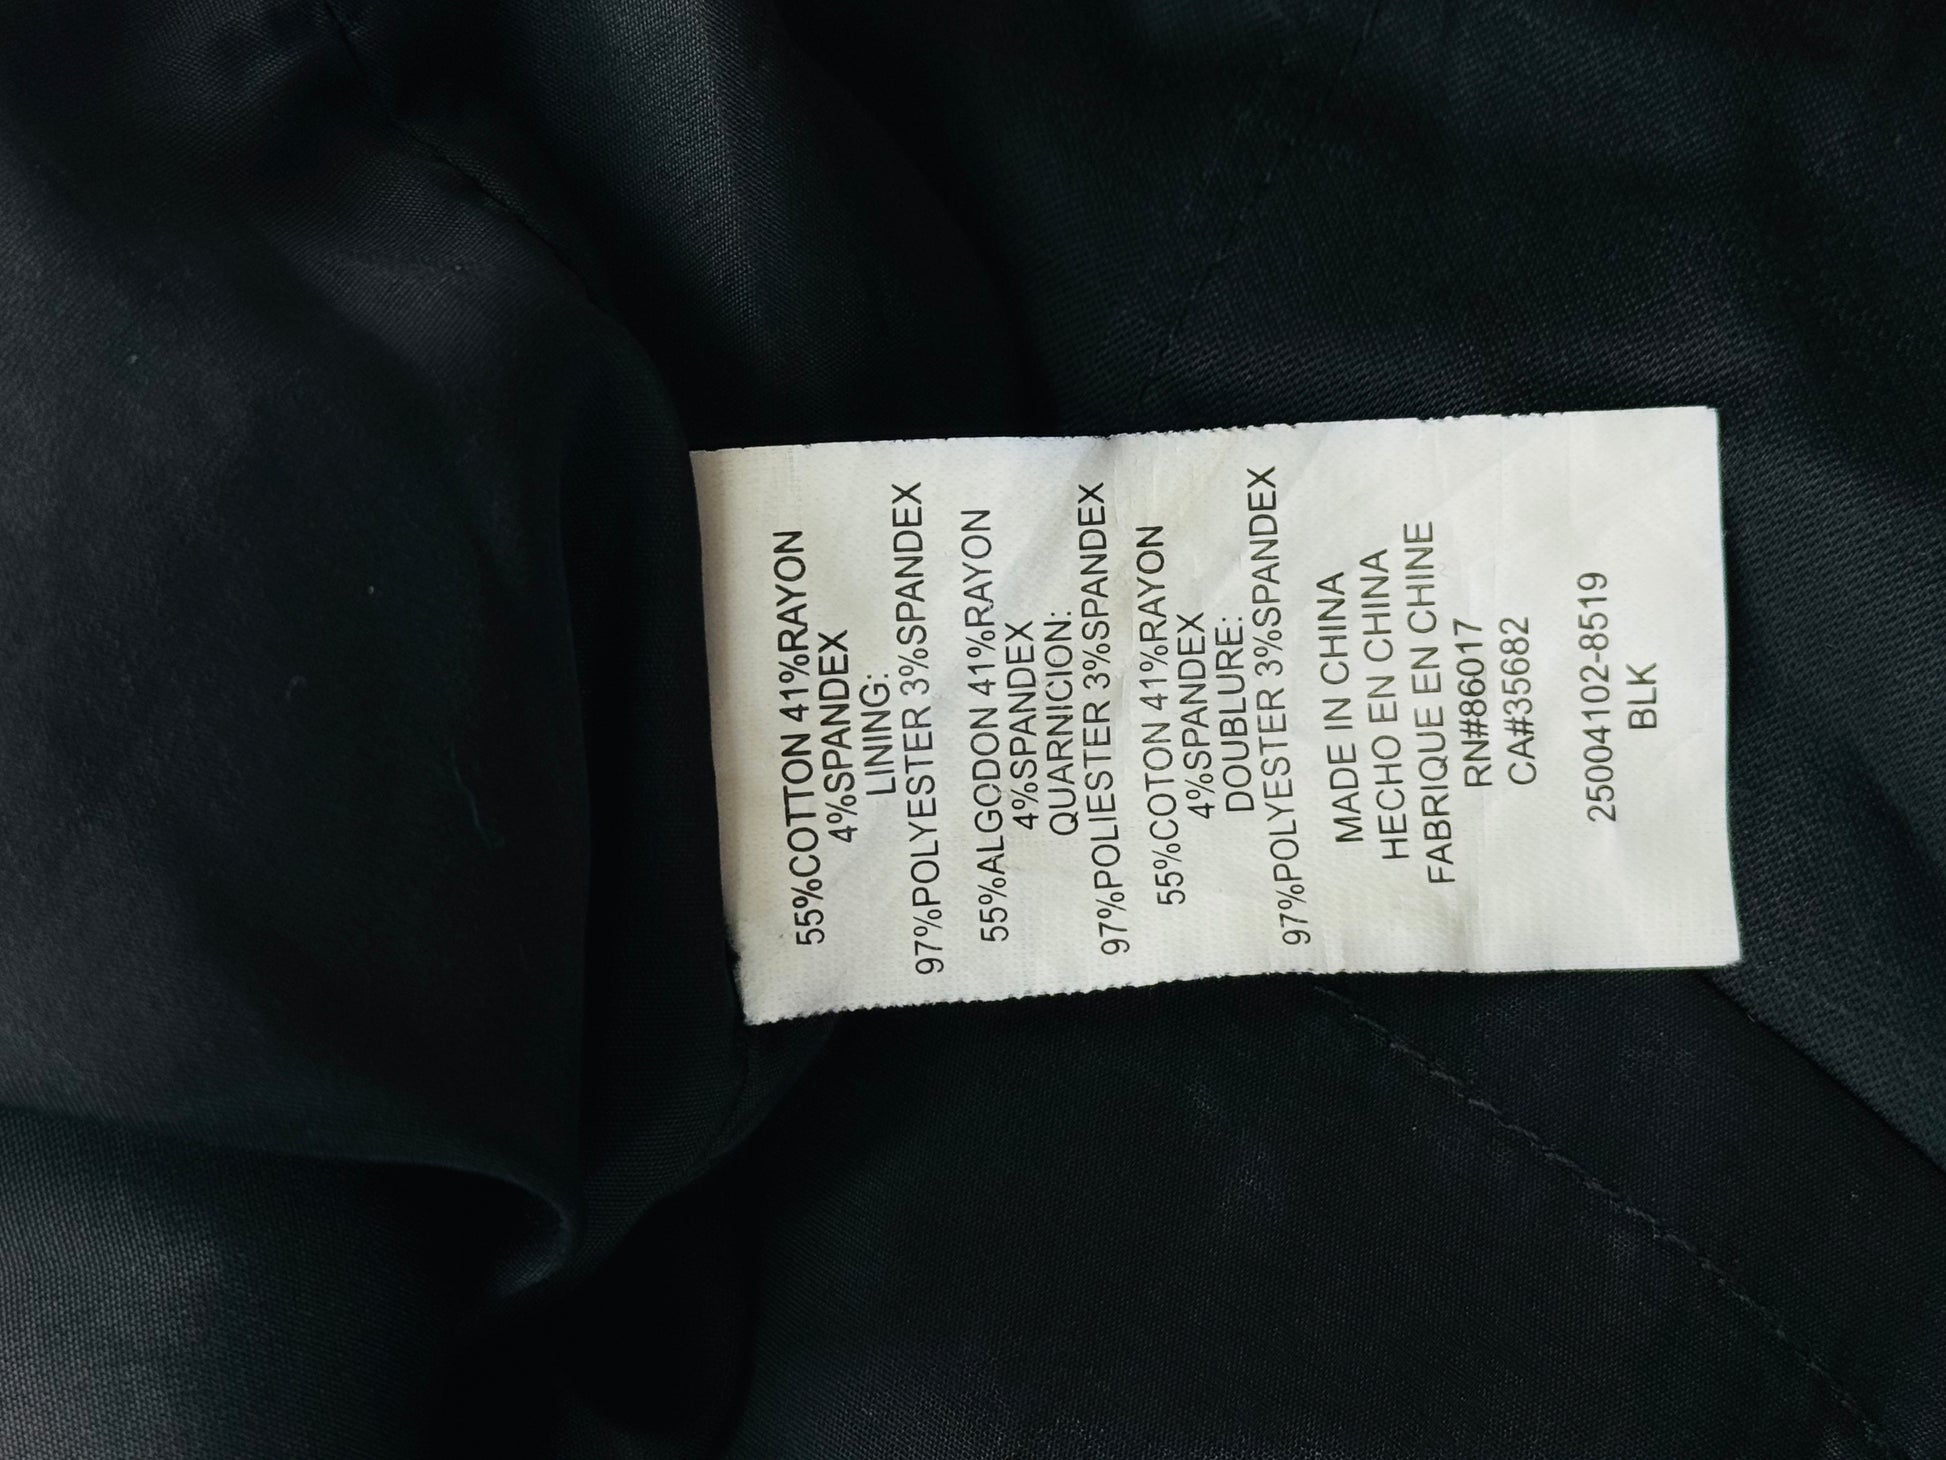 55%COTTON 41%RAYON
4%SPANDEX
LINING:
97%POLYESTER 3%SPANDEX
55%ALGODON 41%RAYON
4%SPANDEX
QUARNICION:
97%POLIESTER 3%SPANDEX
55%COTON 41%RAYON
4%SPANDEX
DOUBLURE:
97%POLYESTER 3%SPANDEX
MADE IN CHINA
HECHO EN CHINA
FABRIQUE EN CHINE
RN#86017
CA#35682
25004102-8519
BLK